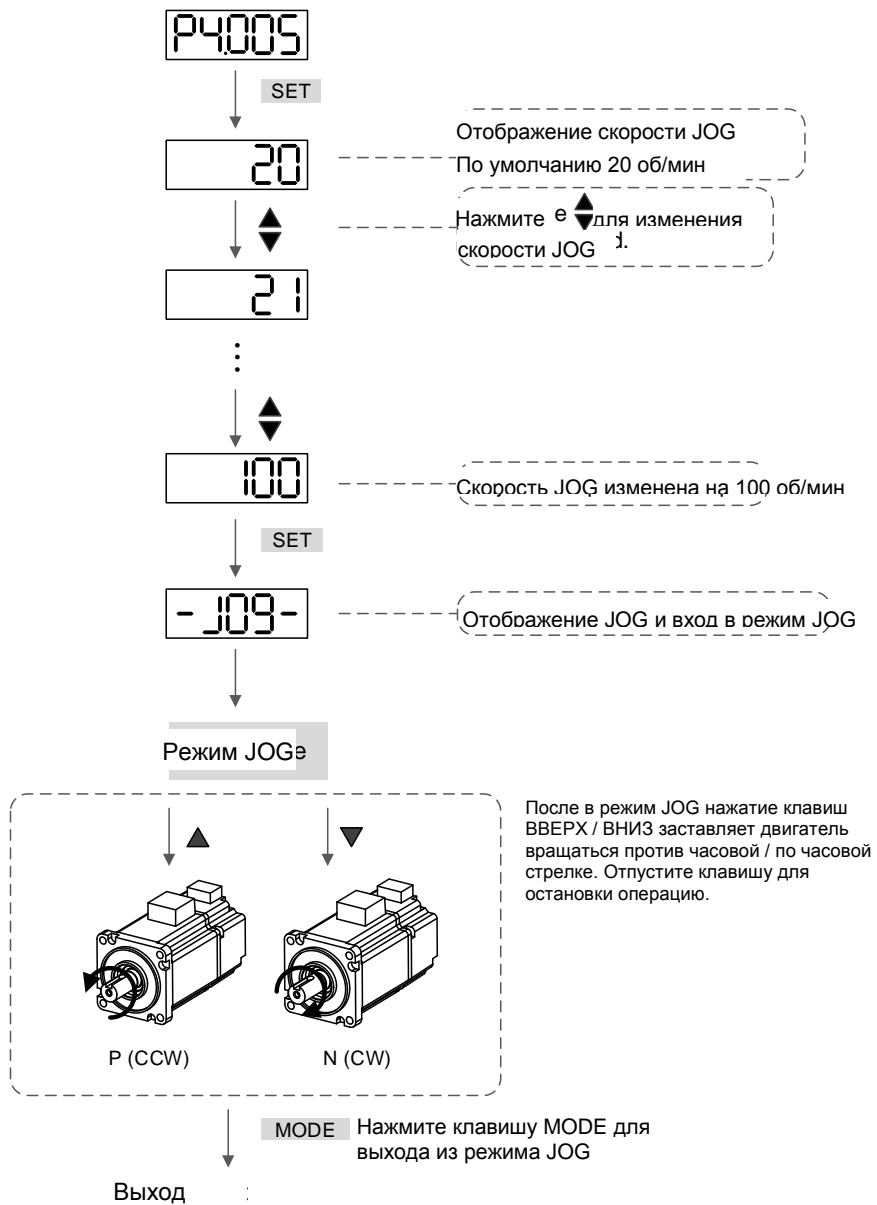 P4.005
SET
20
Отображение скорости JOG
По умолчанию 20 об/мин
Нажмите е для изменения
скорости JOG d.
21
100
Скорость JOG изменена на 100 об/мин
SET
-JOG-
Отображение JOG и вход в режим JOG
Режим JOGe
После в режим JOG нажатие клавиш
ВВЕРХ / ВНИЗ заставляет двигатель
вращаться против часовой / по часовой
стрелке. Отпустите клавишу для
остановки операцию.
P (CCW)
N (CW)
MODE
Нажмите клавишу MODE для
выхода из режима JOG
Выход